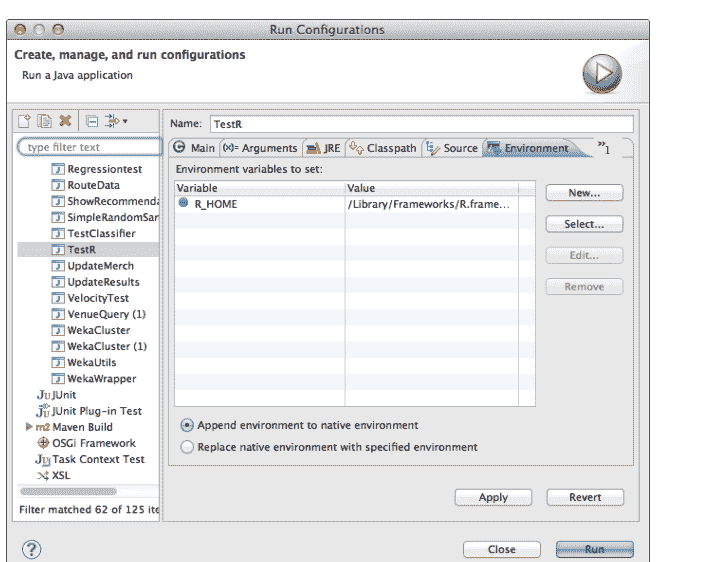 Run Configurations
Create, manage, and run configurations
Run a Java application
Name: TestR
type filter text
Main (x)= Arguments JRE Classpath Source Environment »1
Environment variables to set:
Variable Value
R_HOME /Library/Frameworks/R.frame...
New...
Select...
Edit...
Remove
Regressiontest
RouteData
ShowRecommenda
SimpleRandomSar
TestClassifier
TestR
UpdateMerch
UpdateResults
VelocityTest
VenueQuery (1)
WekaCluster
WekaCluster (1)
WekaUtils
WekaWrapper
JUnit
JUnit Plug-in Test
m2 Maven Build
OSGi Framework
Task Context Test
XSL
Filter matched 62 of 125 ite
Append environment to native environment
Replace native environment with specified environment
Apply Revert
? Close Run